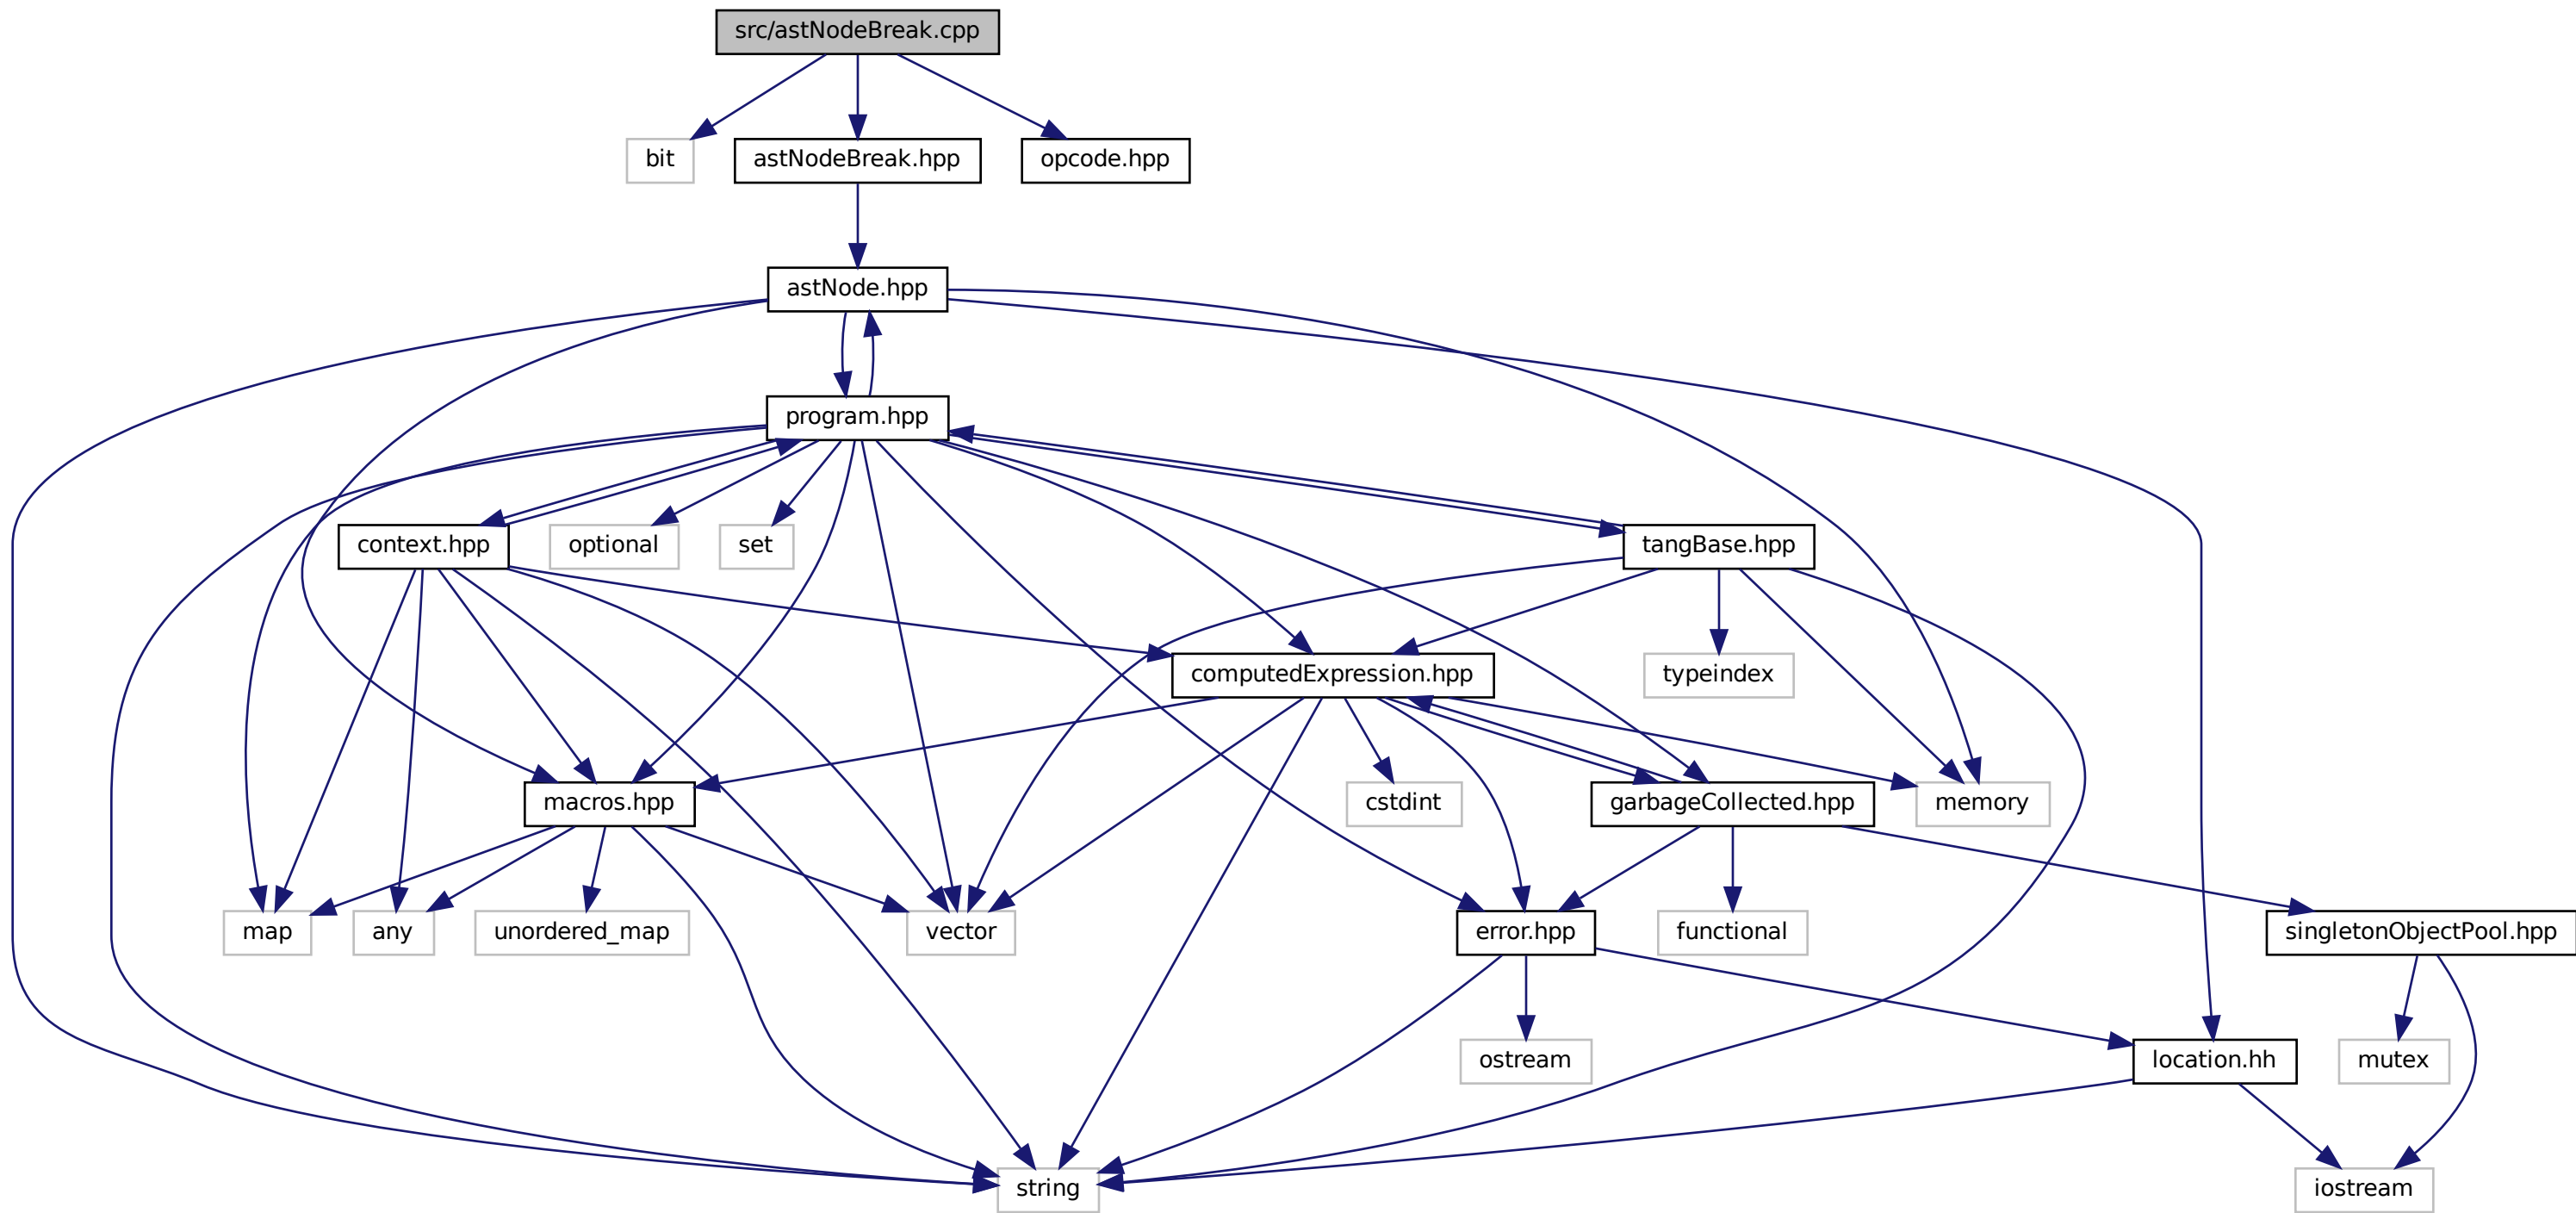 src/astNodeBreak.cpp
bit
astNodeBreak.hpp
opcode.hpp
astNode.hpp
program.hpp
context.hpp
optional
set
tangBase.hpp
computedExpression.hpp
typeindex
macros.hpp
cstdint
garbageCollected.hpp
memory
map
any
unordered_map
vector
error.hpp
functional
singletonObjectPool.hpp
ostream
location.hh
mutex
string
iostream